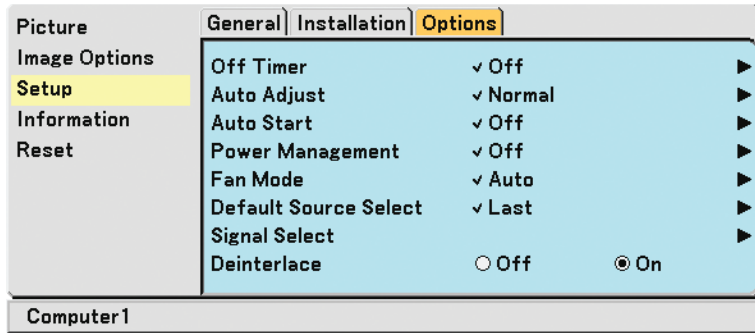 Picture
Image Options
Setup
Information
Reset
General Installation Options
Off Timer Off
Auto Adjust Normal
Auto Start Off
Power Management Off
Fan Mode Auto
Default Source Select Last
Signal Select
Deinterlace Off On
Computer1